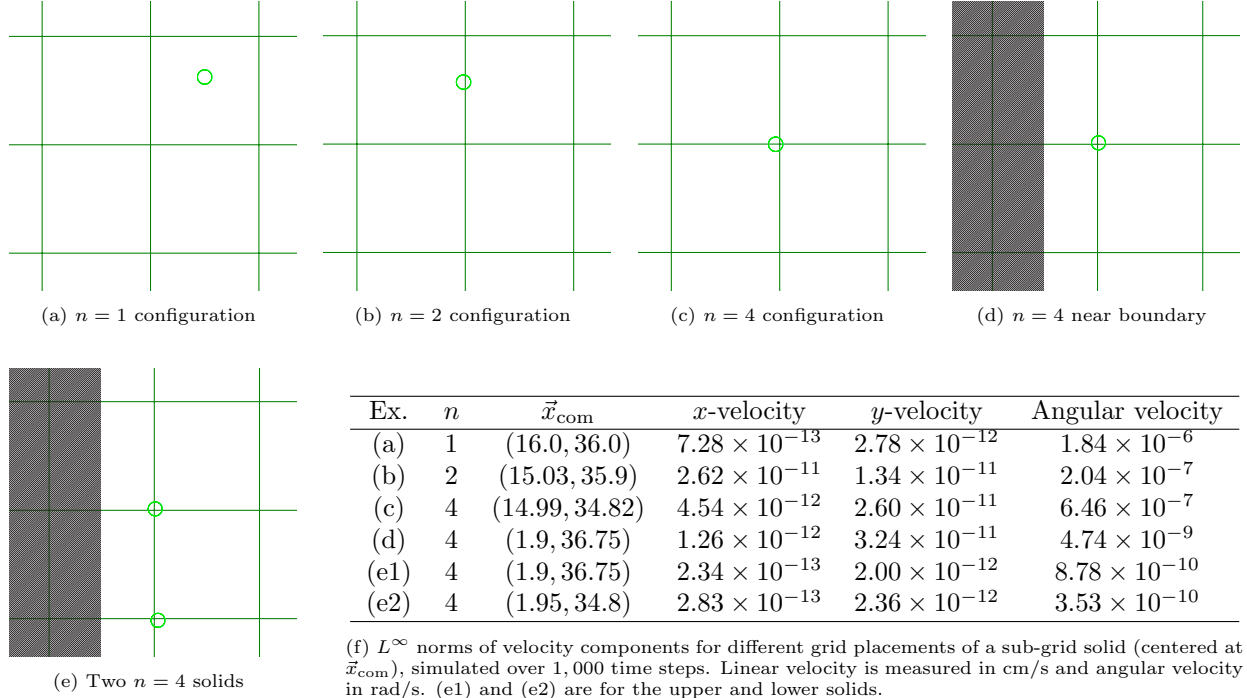 (a) n = 1 configuration
(b) n = 2 configuration
(c) n = 4 configuration
(d) n = 4 near boundary
(e) Two n = 4 solids
Ex. n x⃗com x-velocity y-velocity Angular velocity
(a) 1 (16.0, 36.0) 7.28 × 10⁻¹³ 2.78 × 10⁻¹² 1.84 × 10⁻⁶
(b) 2 (15.03, 35.9) 2.62 × 10⁻¹¹ 1.34 × 10⁻¹¹ 2.04 × 10⁻⁷
(c) 4 (14.99, 34.82) 4.54 × 10⁻¹² 2.60 × 10⁻¹¹ 6.46 × 10⁻⁷
(d) 4 (1.9, 36.75) 1.26 × 10⁻¹² 3.24 × 10⁻¹¹ 4.74 × 10⁻⁹
(e1) 4 (1.9, 36.75) 2.34 × 10⁻¹³ 2.00 × 10⁻¹² 8.78 × 10⁻¹⁰
(e2) 4 (1.95, 34.8) 2.83 × 10⁻¹³ 2.36 × 10⁻¹² 3.53 × 10⁻¹⁰
(f) L∞ norms of velocity components for different grid placements of a sub-grid solid (centered at
x⃗com), simulated over 1, 000 time steps. Linear velocity is measured in cm/s and angular velocity
in rad/s. (e1) and (e2) are for the upper and lower solids.